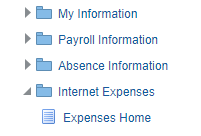 My Information
Payroll Information
Absence Information
Internet Expenses
Expenses Home